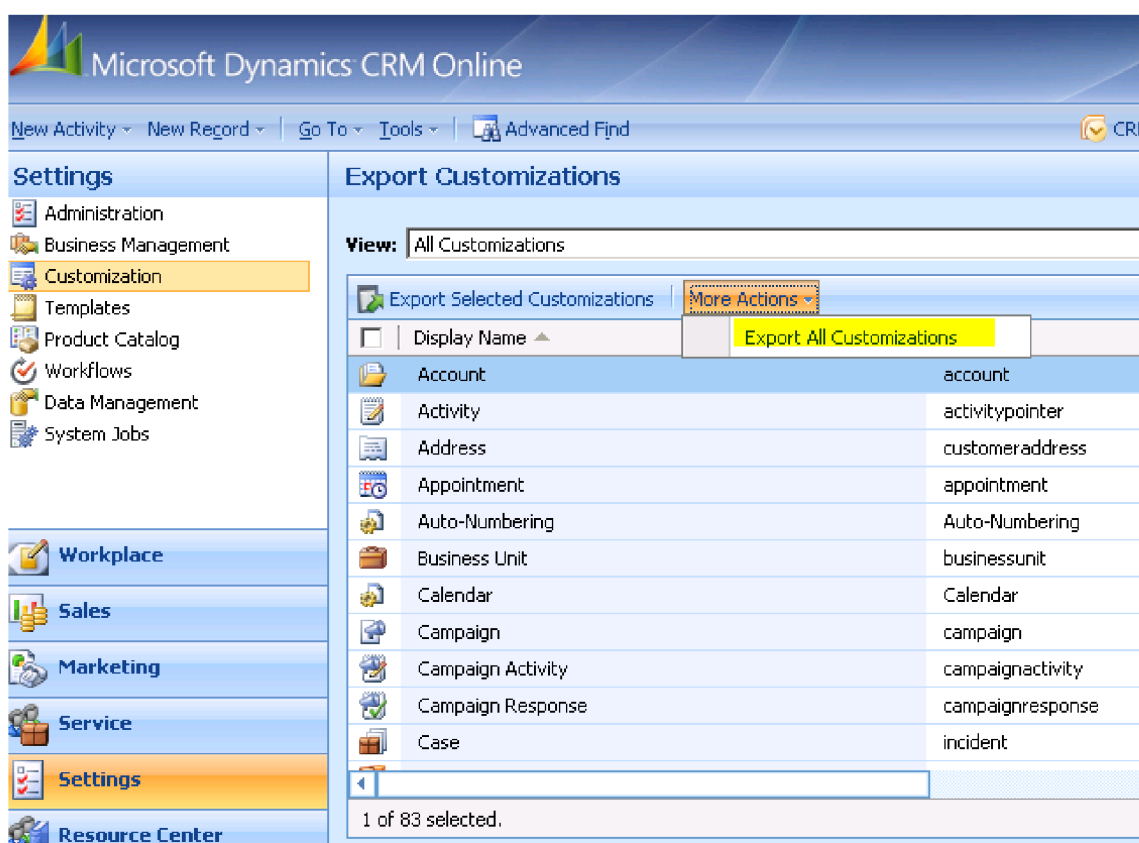 Microsoft Dynamics CRM Online
New Activity New Record Go To Tools Advanced Find
Settings
Administration
Business Management
Customization
Templates
Product Catalog
Workflows
Data Management
System Jobs
Workplace
Sales
Marketing
Service
Settings
Resource Center
Export Customizations
View: All Customizations
Export Selected Customizations More Actions
Export All Customizations
Display Name
Account account
Activity activitypointer
Address customeraddress
Appointment appointment
Auto-Numbering Auto-Numbering
Business Unit businessunit
Calendar Calendar
Campaign campaign
Campaign Activity campaignactivity
Campaign Response campaignresponse
Case incident
1 of 83 selected.